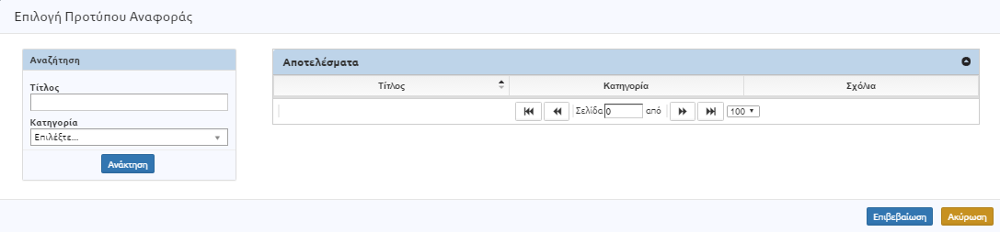 Επιλογή Προτύπου Αναφοράς
Αναζήτηση
Τίτλος
Κατηγορία
Επιλέξτε...
Ανάκτηση
Αποτελέσματα
Τίτλος Κατηγορία Σχόλια
Σελίδα 0 από 100
Επιβεβαίωση Ακύρωση